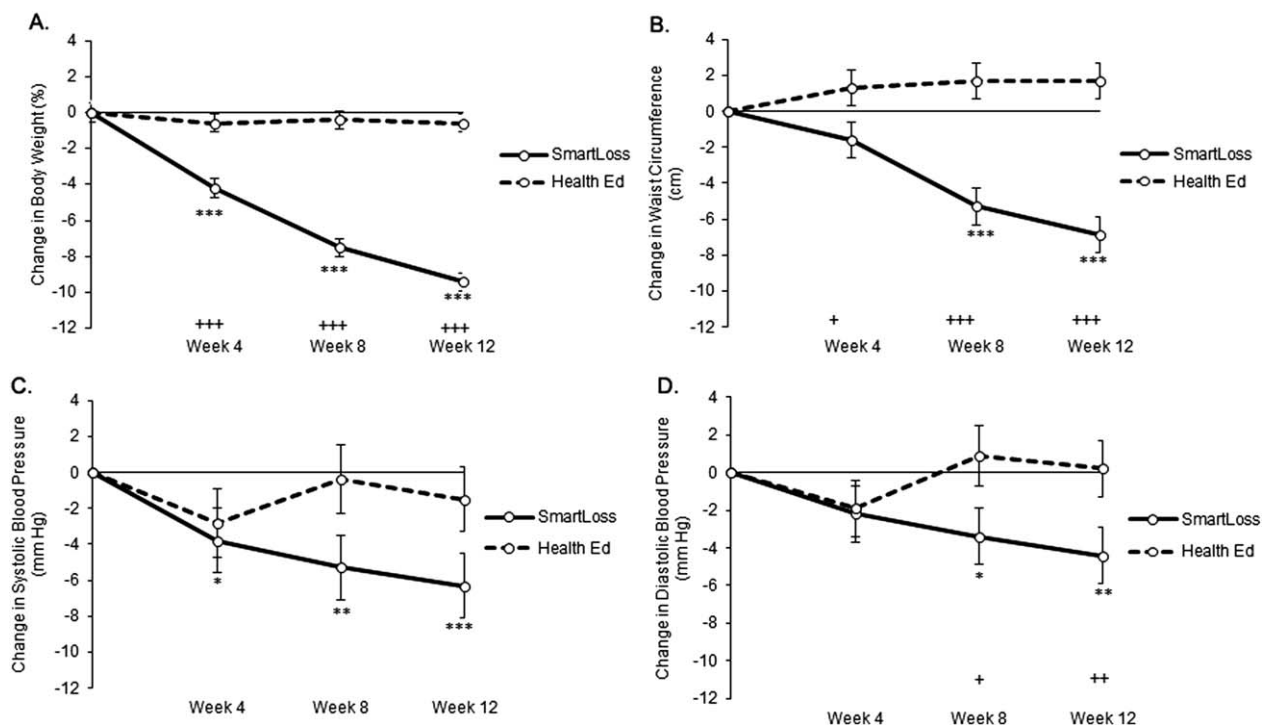 A.
4
2
0
-2
-4
-6
-8
-10
-12
Change in Body Weight (%)
***
***
***
+++
+++
+++
Week 4
Week 8
Week 12
SmartLoss
Health Ed
B.
4
2
0
-2
-4
-6
-8
-10
-12
Change in Waist Circumference
(cm)
***
***
+
+++
+++
Week 4
Week 8
Week 12
SmartLoss
Health Ed
C.
4
2
0
-2
-4
-6
-8
-10
-12
Change in Systolic Blood Pressure
(mm Hg)
*
**
***
Week 4
Week 8
Week 12
SmartLoss
Health Ed
D.
4
2
0
-2
-4
-6
-8
-10
-12
Change in Diastolic Blood Pressure
(mm Hg)
*
**
+
++
Week 4
Week 8
Week 12
SmartLoss
Health Ed